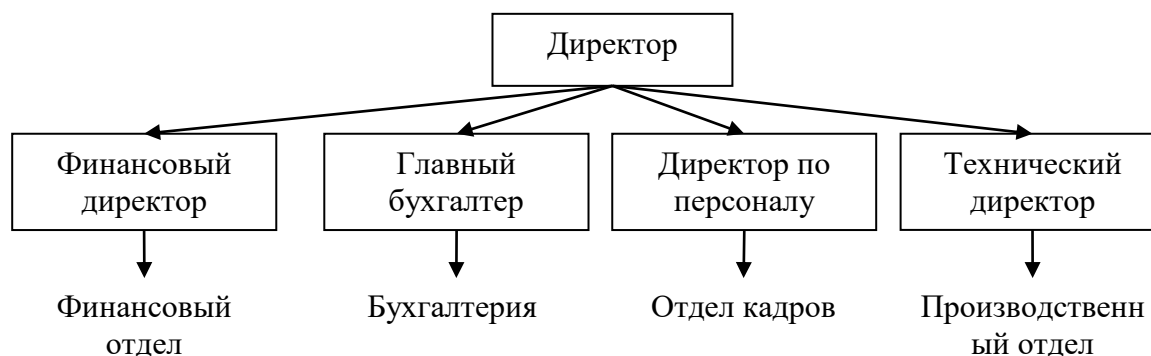 Директор
Финансовый
директор
Главный
бухгалтер
Директор по
персоналу
Технический
директор
Финансовый
отдел
Бухгалтерия
Отдел кадров
Производственн
ый отдел